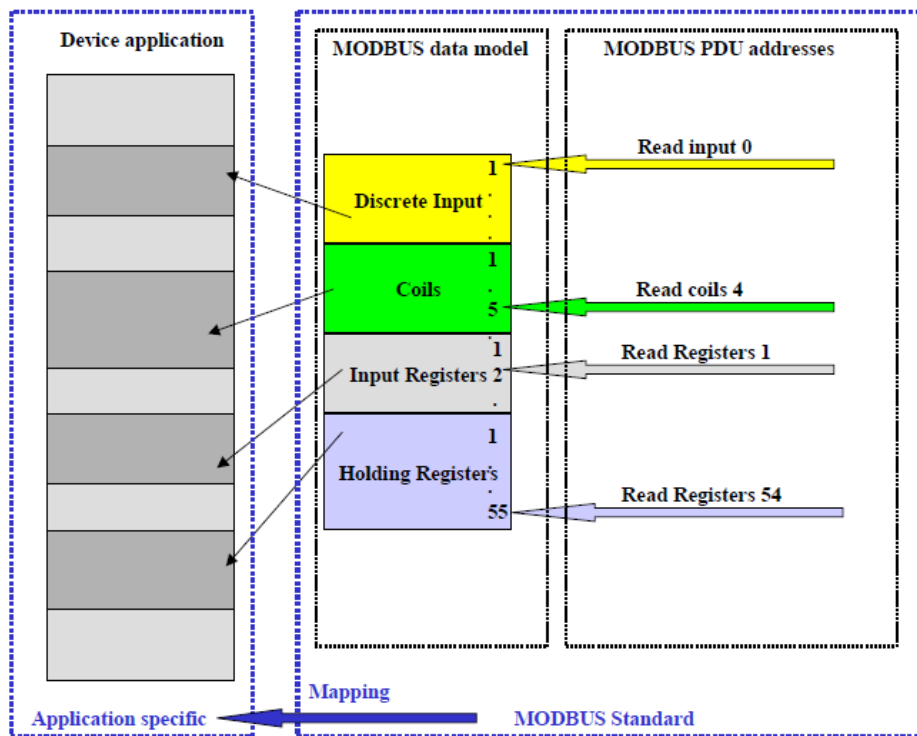 Device application
MODBUS data model
MODBUS PDU addresses
1
Read input 0
Discrete Input
.
.
.
1
Coils
.
5
Read coils 4
.
1
Read Registers 1
Input Registers 2
.
1
Holding Registers
.
.
55
Read Registers 54
Mapping
Application specific
MODBUS Standard